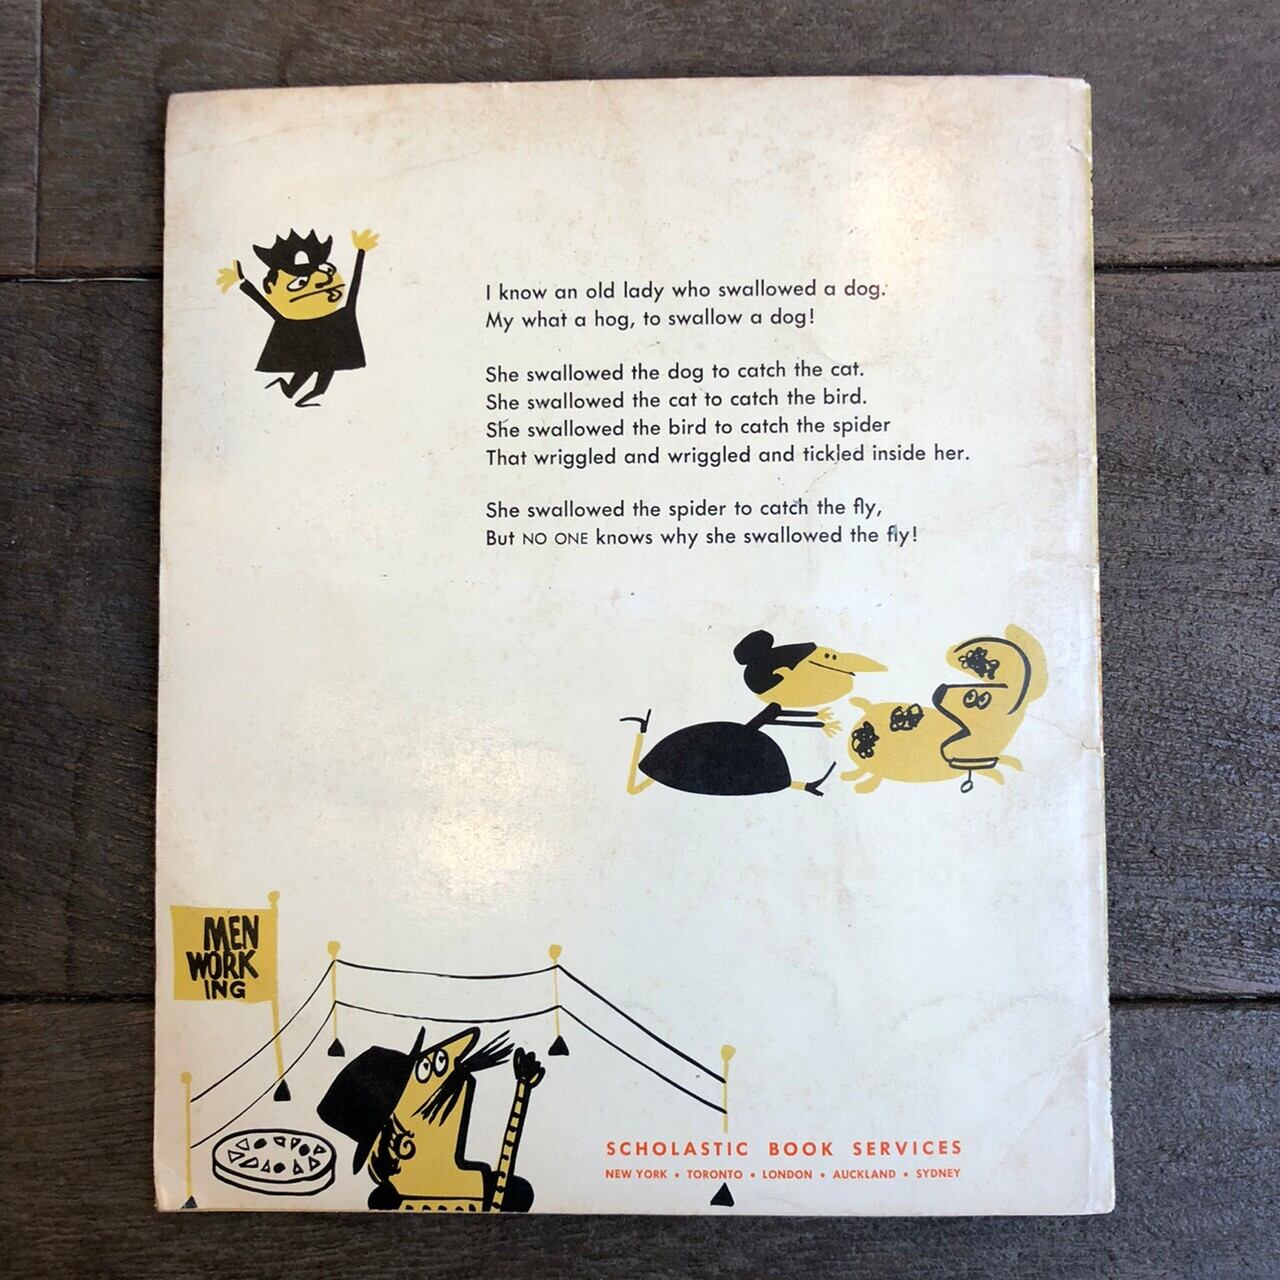 I know an old lady who swallowed a dog.
My what a hog, to swallow a dog!
She swallowed the dog to catch the cat.
She swallowed the cat to catch the bird.
She swallowed the bird to catch the spider
That wriggled and wriggled and tickled inside her.
She swallowed the spider to catch the fly,
But NO ONE knows why she swallowed the fly!
MEN
WORK
ING
SCHOLASTIC BOOK SERVICES
NEW YORK • TORONTO • LONDON • AUCKLAND • SYDNEY